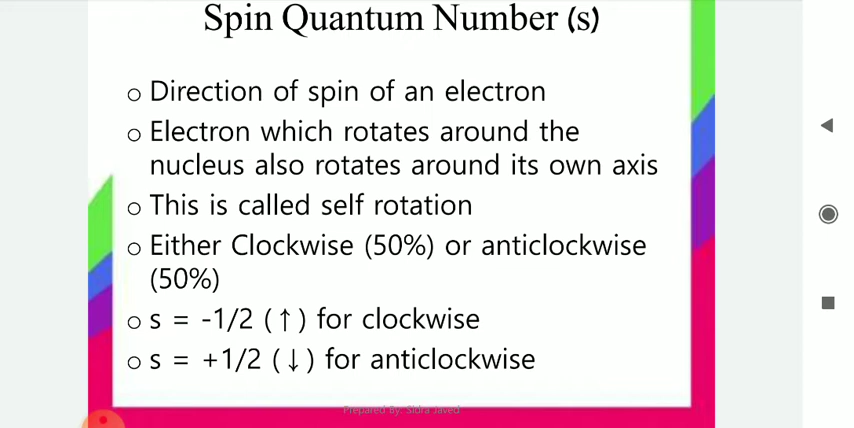 Spin Quantum Number (s)
o Direction of spin of an electron
o Electron which rotates around the
nucleus also rotates around its own axis
o This is called self rotation
o Either Clockwise (50%) or anticlockwise
(50%)
o s = -1/2 (↑) for clockwise
o s = +1/2 (↓) for anticlockwise
Prepared By: Sidra Javed